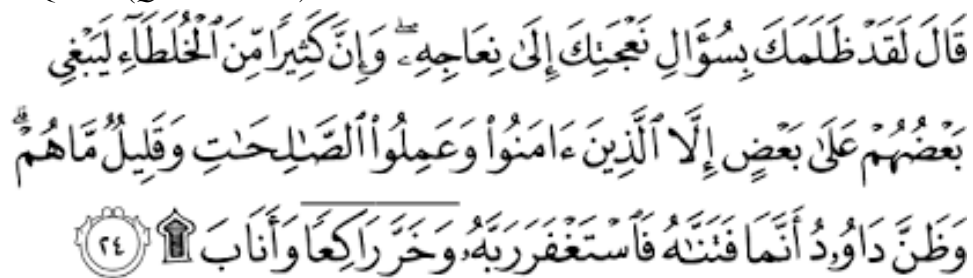 قَالَ لَقَدْ ظَلَمَكَ بِسُؤَالِ نَعْجَتِكَ إِلَىٰ نِعَاجِهِۦۖ وَإِنَّ كَثِيرًا مِّنَ ٱلْخُلَطَآءِ لَيَبْغِى
بَعْضُهُمْ عَلَىٰ بَعْضٍ إِلَّا ٱلَّذِينَ ءَامَنُوا۟ وَعَمِلُوا۟ ٱلصَّـٰلِحَـٰتِ وَقَلِيلٌ مَّا هُمْۗ
وَظَنَّ دَاوُۥدُ أَنَّمَا فَتَنَّـٰهُ فَٱسْتَغْفَرَ رَبَّهُۥ وَخَرَّ رَاكِعًا وَأَنَابَ ۩ ٢٤